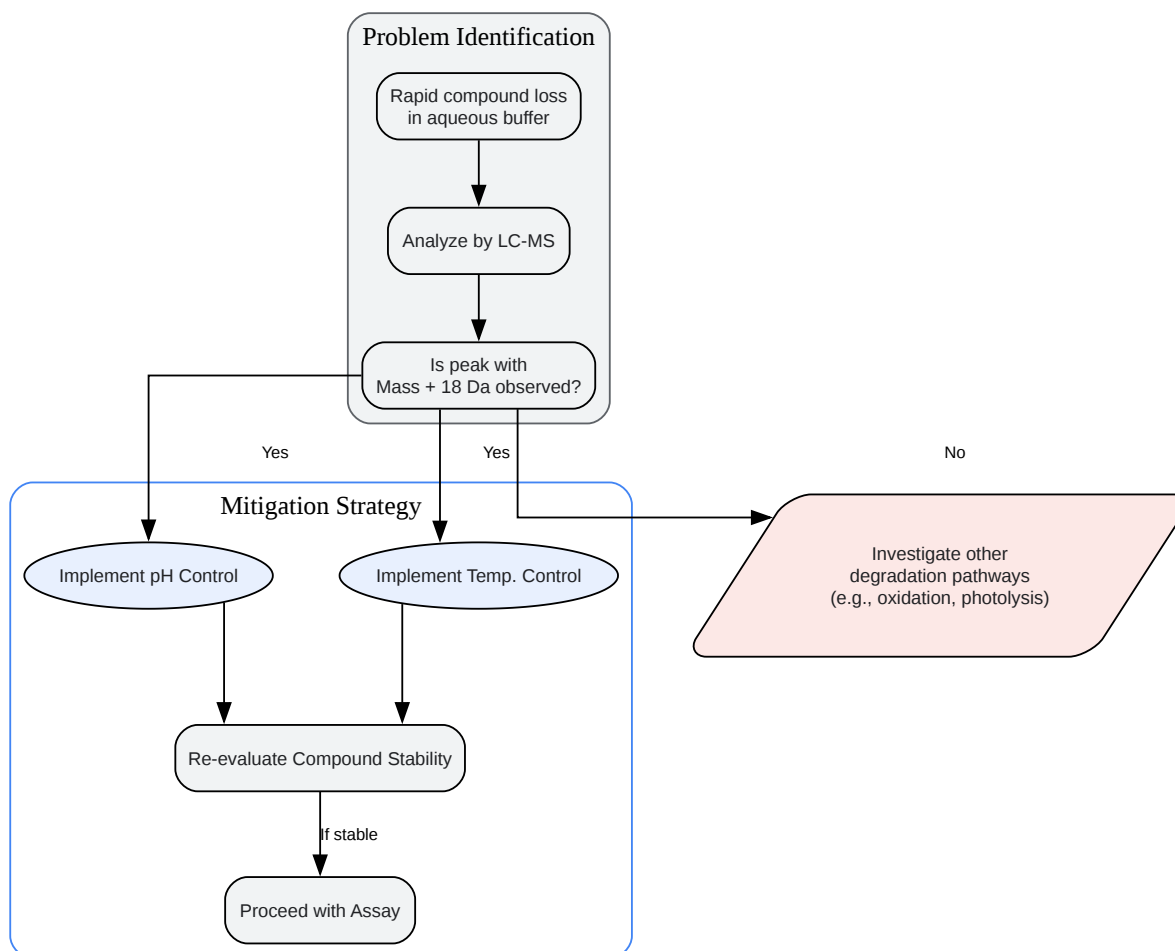 Problem Identification
Rapid compound loss
in aqueous buffer
Analyze by LC-MS
Is peak with
Mass + 18 Da observed?
Yes
Yes
No
Mitigation Strategy
Implement pH Control
Implement Temp. Control
Investigate other
degradation pathways
(e.g., oxidation, photolysis)
Re-evaluate Compound Stability
If stable
Proceed with Assay